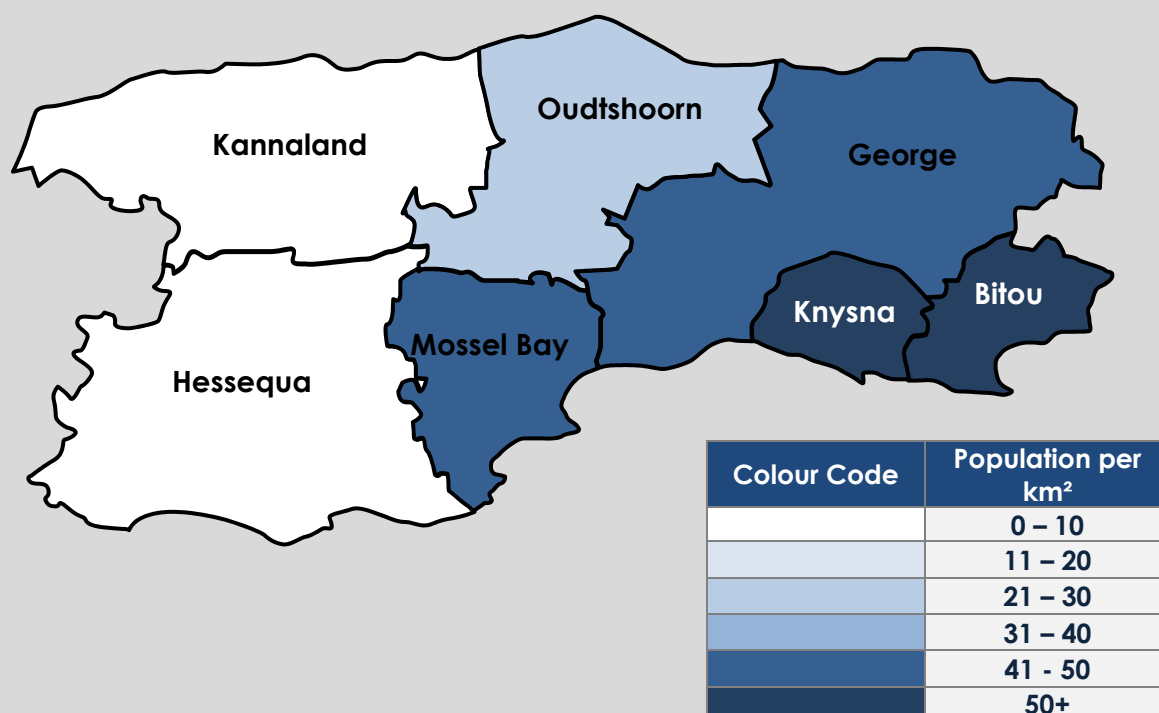 Oudtshoorn
Kannaland
George
Bitou
Knysna
Mossel Bay
Hessequa
Colour Code
Population per
km²
0 – 10
11 – 20
21 – 30
31 – 40
41 - 50
50+